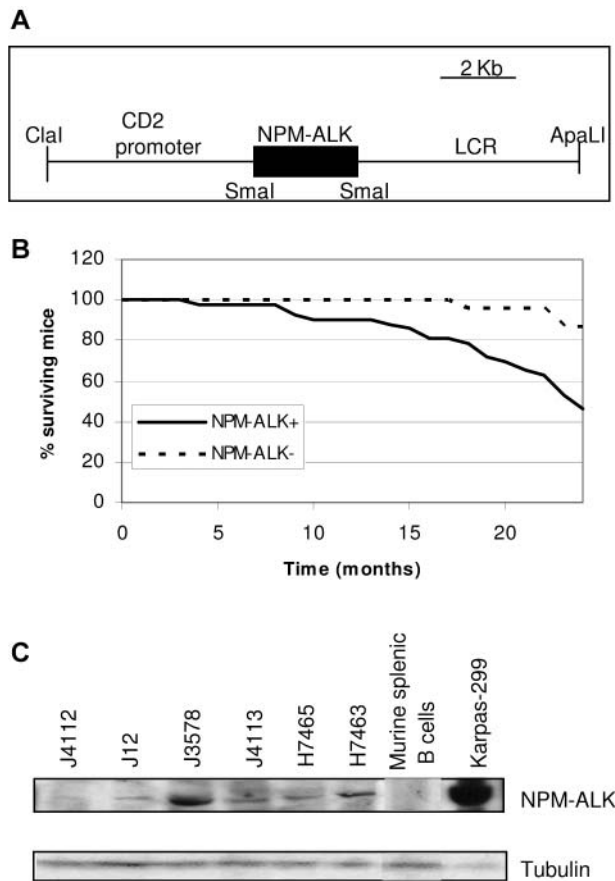 A
2 Kb
ClaI
CD2
promoter
NPM-ALK
LCR
ApaLI
SmaI
SmaI
B
120
100
80
60
40
20
0
% surviving mice
NPM-ALK+
NPM-ALK-
0
5
10
15
20
Time (months)
C
J4112
J12
J3578
J4113
H7465
H7463
Murine splenic
B cells
Karpas-299
NPM-ALK
Tubulin